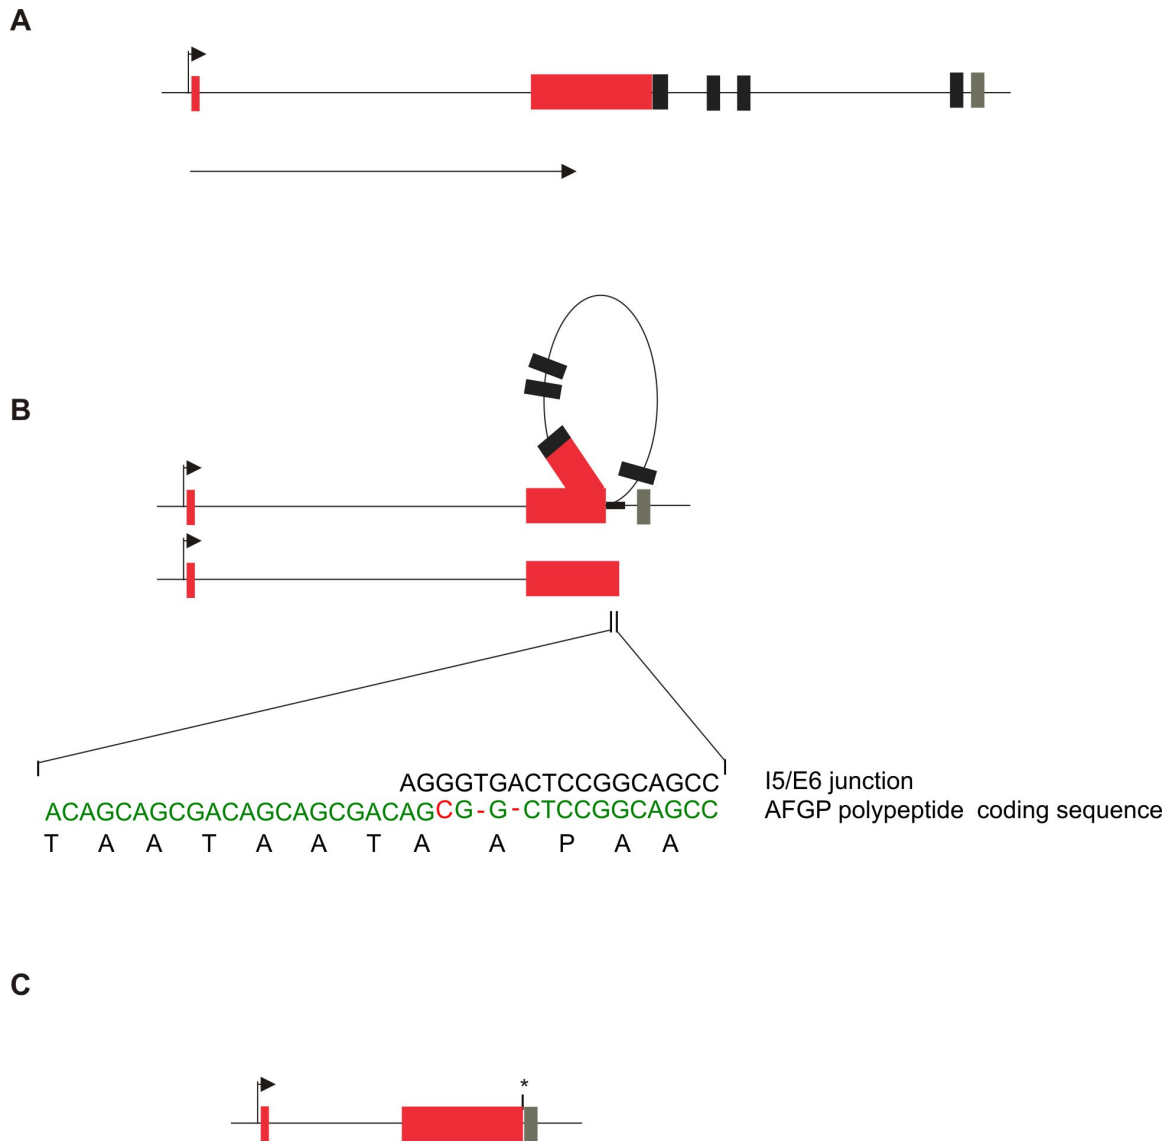 A
B
AGGGTGACTCCGGCAGCC I5/E6 junction
ACAGCAGCGACAGCAGCGACAGCG-G-CTCCGGCAGCC AFGP polypeptide coding sequence
T A A T A A T A A P A A
C
*